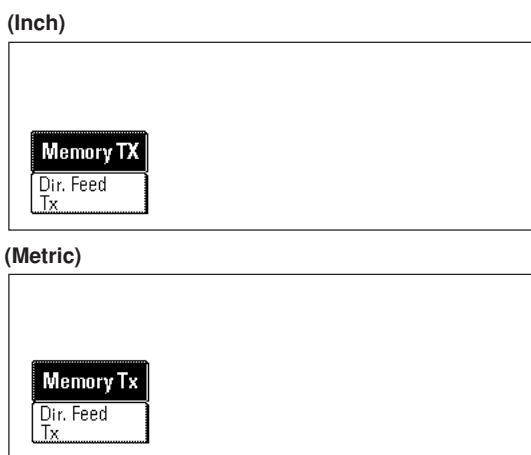 (Inch)
Memory TX
Dir. Feed
Tx
(Metric)
Memory Tx
Dir. Feed
Tx